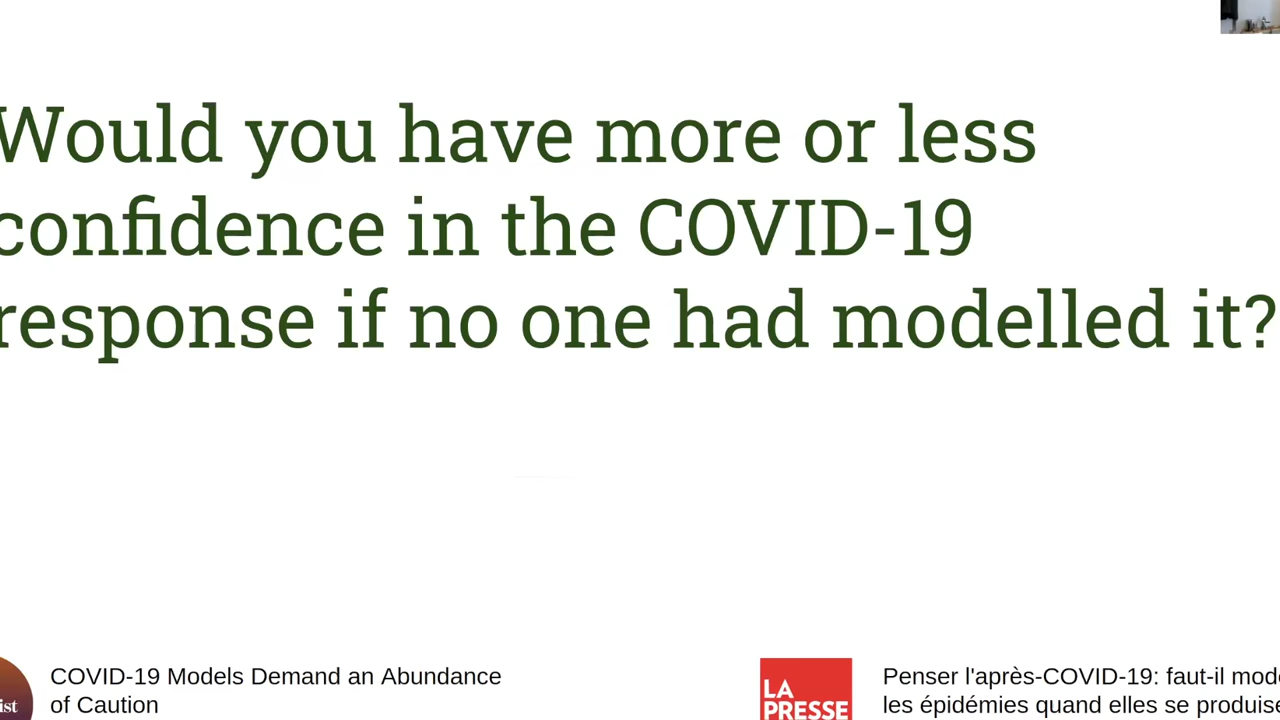 Would you have more or less
confidence in the COVID-19
response if no one had modelled it?
COVID-19 Models Demand an Abundance
of Caution
ist
LA
PRESSE
Penser l'après-COVID-19: faut-il mod
les épidémies quand elles se produise